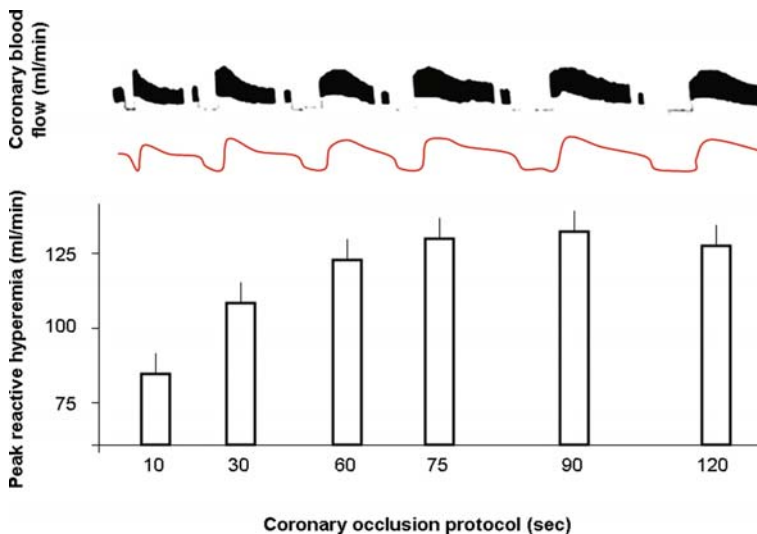 Coronary blood
flow (ml/min)
Peak reactive hyperemia (ml/min)
125
100
75
10 30 60 75 90 120
Coronary occlusion protocol (sec)